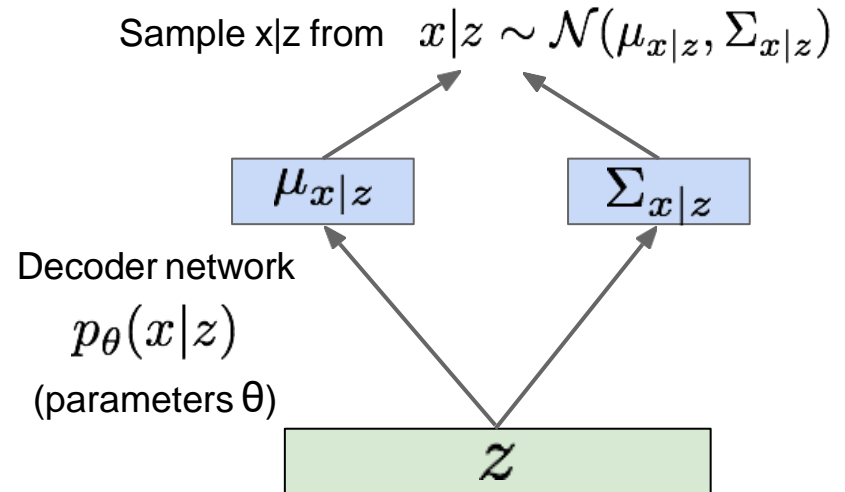 Sample x|z from x|z ∼ 𝒩(μ_{x|z}, Σ_{x|z})
μ_{x|z} Σ_{x|z}
Decoder network
p_θ(x|z)
(parameters θ)
z